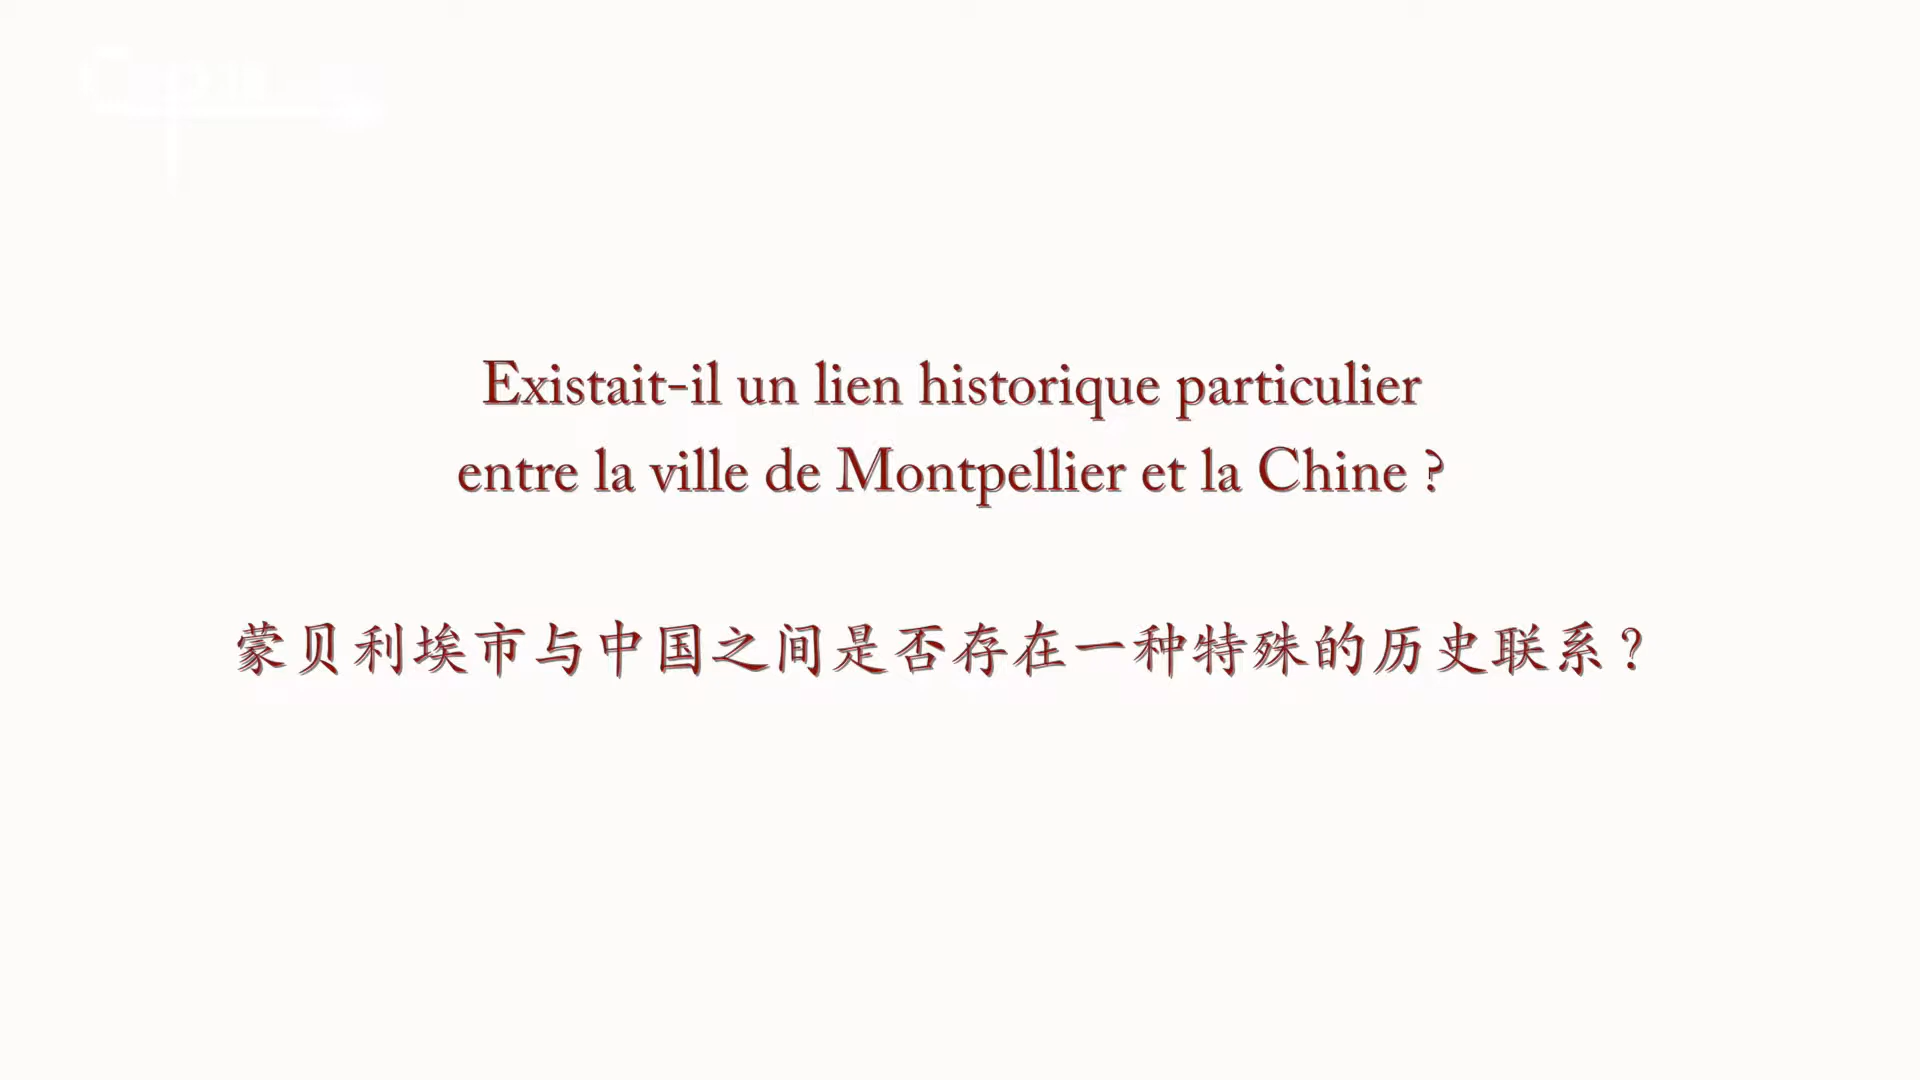 Existait-il un lien historique particulier
entre la ville de Montpellier et la Chine ?
蒙贝利埃市与中国之间是否存在一种特殊的历史联系？